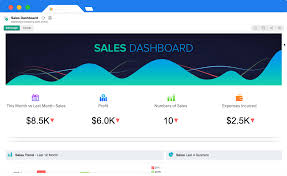 Sales Dashboard
SALES DASHBOARD
This Month vs Last Month- Sales
Profit
Numbers of Sales
Expenses Incurred
$8.5K
$6.0K
10
$2.5K
Sales Trend - Last 12 Month
Sales Last 4 Quarters